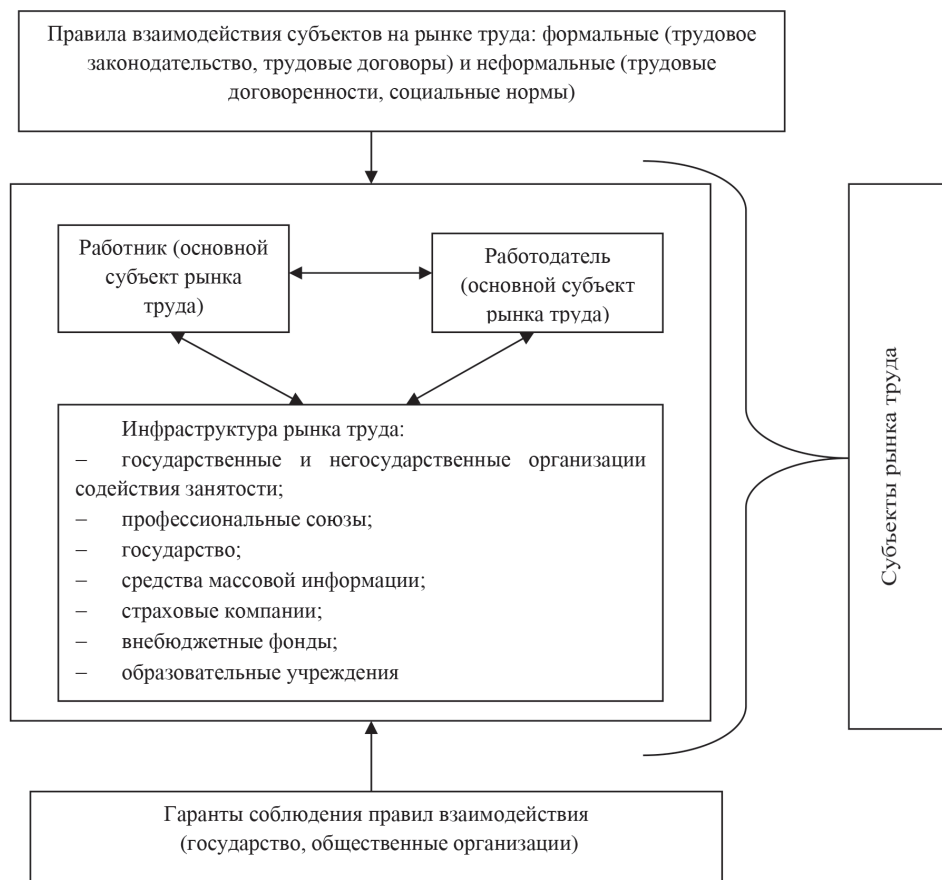 Правила взаимодействия субъектов на рынке труда: формальные (трудовое
законодательство, трудовые договоры) и неформальные (трудовые
договоренности, социальные нормы)
Работник (основной
субъект рынка
труда)
Работодатель
(основной субъект
рынка труда)
Инфраструктура рынка труда:
– государственные и негосударственные организации
содействия занятости;
– профессиональные союзы;
– государство;
– средства массовой информации;
– страховые компании;
– внебюджетные фонды;
– образовательные учреждения
Субъекты рынка труда
Гаранты соблюдения правил взаимодействия
(государство, общественные организации)